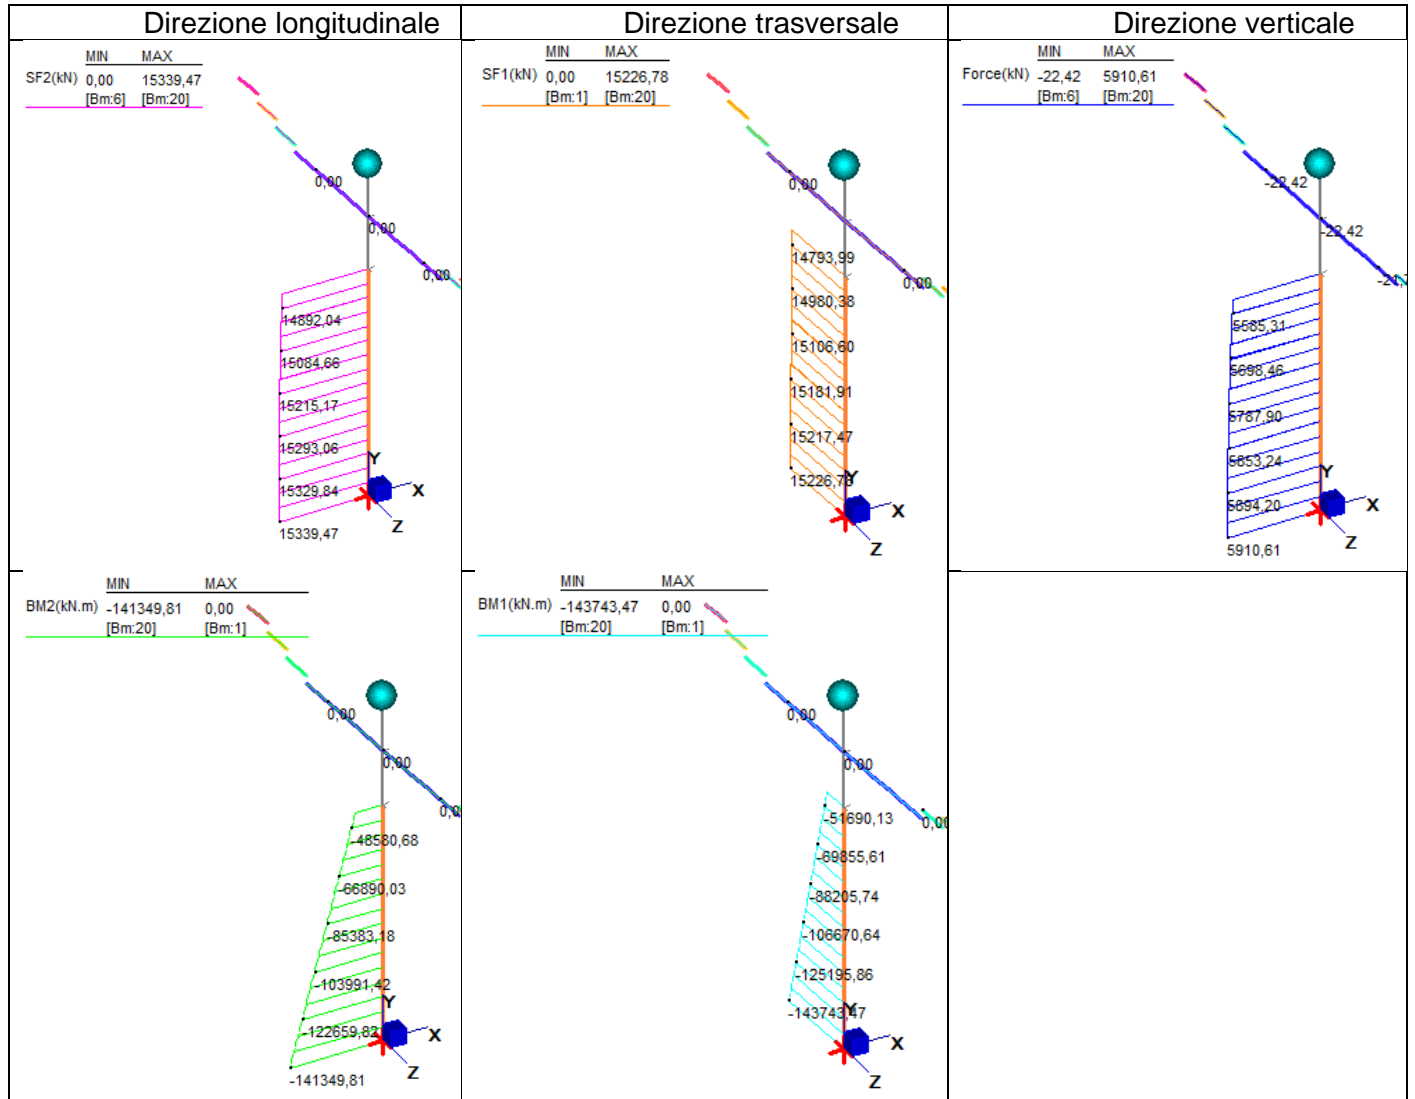 Direzione longitudinale
Direzione trasversale
Direzione verticale
MIN MAX
SF2(kN) 0,00 15339,47
[Bm:6] [Bm:20]
0,00
0,00
0,00
14892,04
15084,66
15215,17
15293,06
15329,84
15339,47
Y
X
Z
MIN MAX
SF1(kN) 0,00 15226,78
[Bm:1] [Bm:20]
0,00
0,00
14793,99
14980,38
15106,60
15181,91
15217,47
15226,78
Y
X
Z
MIN MAX
Force(kN) -22,42 5910,61
[Bm:6] [Bm:20]
-22,42
-22,42
5585,31
5698,46
5787,90
5853,24
5894,20
5910,61
Y
X
Z
MIN MAX
BM2(kN.m) -141349,81 0,00
[Bm:20] [Bm:1]
0,00
0,00
-48580,68
-66890,03
-85383,18
-103991,42
-122659,82
-141349,81
Y
X
Z
MIN MAX
BM1(kN.m) -143743,47 0,00
[Bm:20] [Bm:1]
0,00
0,00
0,00
-51690,13
-69855,61
-88205,74
-106670,64
-125195,86
-143743,47
Y
X
Z